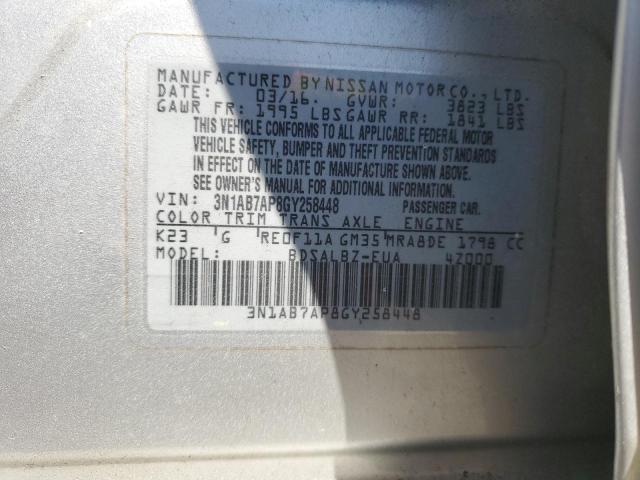 MANUFACTURED BY NISSAN MOTOR CO., LTD.
DATE: 03/16. GVWR: 3823 LBS
GAWR FR: 1995 LBS GAWR RR: 1841 LBS
THIS VEHICLE CONFORMS TO ALL APPLICABLE FEDERAL MOTOR
VEHICLE SAFETY, BUMPER AND THEFT PREVENTION STANDARDS
IN EFFECT ON THE DATE OF MANUFACTURE SHOWN ABOVE.
SEE OWNER'S MANUAL FOR ADDITIONAL INFORMATION.
VIN: 3N1AB7AP8GY258448 PASSENGER CAR.
COLOR TRIM TRANS AXLE ENGINE
K23 G RE0F11A GM35 MRA8DE 1798 CC
MODEL: BDSALBZ-EUA 4Z000
3N1AB7AP8GY258448